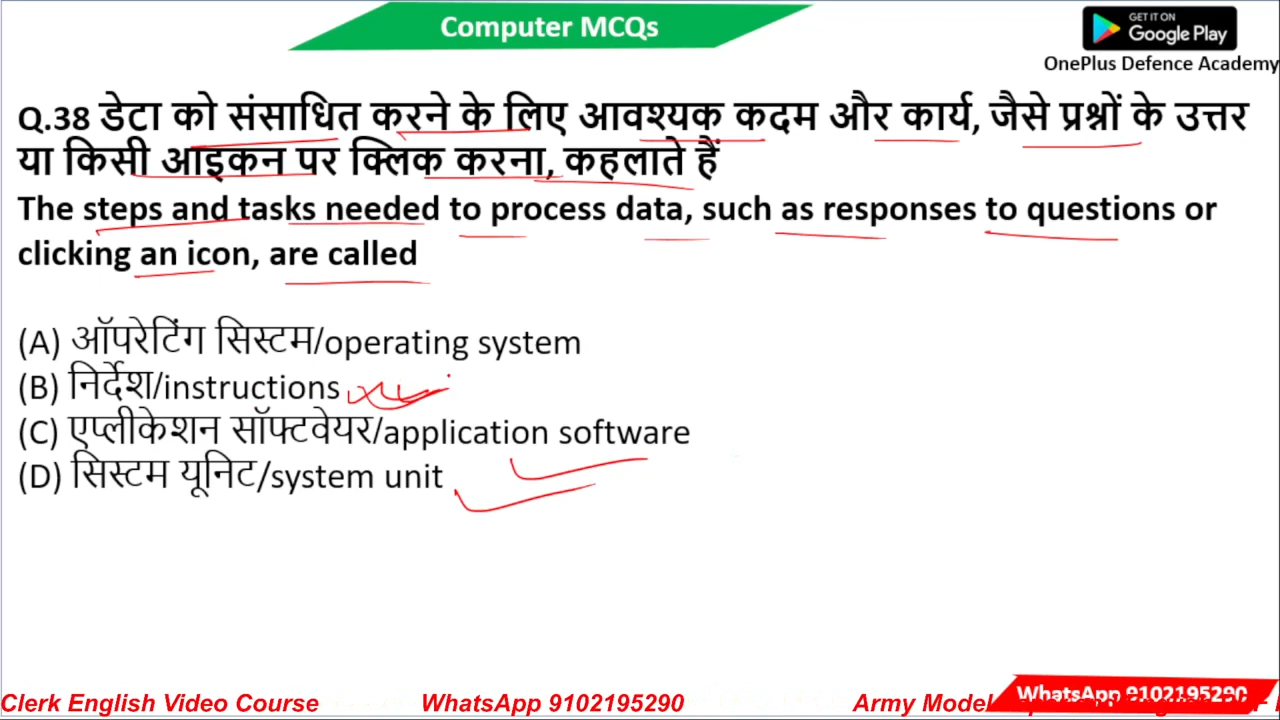 Computer MCQs
GET IT ON
Google Play
OnePlus Defence Academy
Q.38 डेटा को संसाधित करने के लिए आवश्यक कदम और कार्य, जैसे प्रश्नों के उत्तर
या किसी आइकन पर क्लिक करना, कहलाते हैं
The steps and tasks needed to process data, such as responses to questions or
clicking an icon, are called
(A) ऑपरेटिंग सिस्टम/operating system
(B) निर्देश/instructions
(C) एप्लीकेशन सॉफ्टवेयर/application software
(D) सिस्टम यूनिट/system unit
WhatsApp 9102195290
Clerk English Video Course WhatsApp 9102195290 Army Model